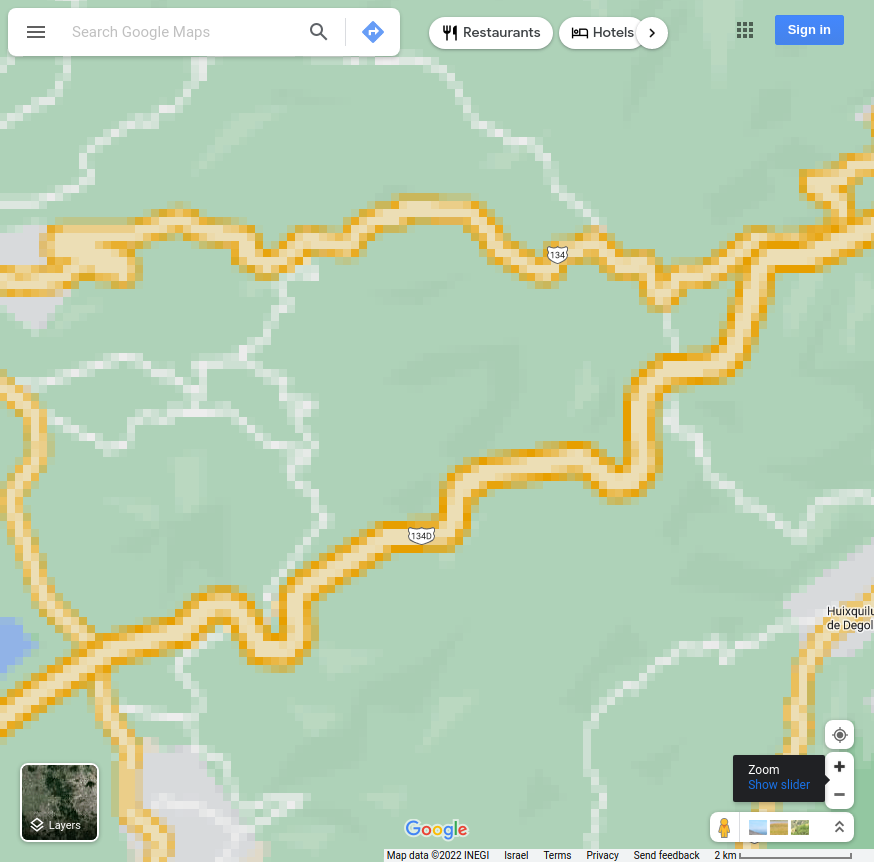 Search Google Maps
Restaurants
Hotels
Sign in
134
134D
Huixquilu
de Degol
Zoom
Show slider
Layers
Google
Map data ©2022 INEGI Israel Terms Privacy Send feedback 2 km